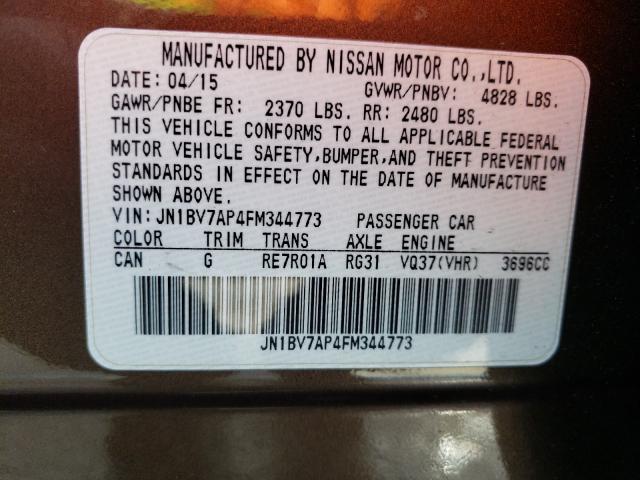 MANUFACTURED BY NISSAN MOTOR CO.,LTD.
DATE: 04/15 GVWR/PNBV: 4828 LBS.
GAWR/PNBE FR: 2370 LBS. RR: 2480 LBS.
THIS VEHICLE CONFORMS TO ALL APPLICABLE FEDERAL
MOTOR VEHICLE SAFETY,BUMPER,AND THEFT PREVENTION
STANDARDS IN EFFECT ON THE DATE OF MANUFACTURE
SHOWN ABOVE.
VIN: JN1BV7AP4FM344773 PASSENGER CAR
COLOR TRIM TRANS AXLE ENGINE
CAN G RE7R01A RG31 VQ37(VHR) 3696CC
JN1BV7AP4FM344773